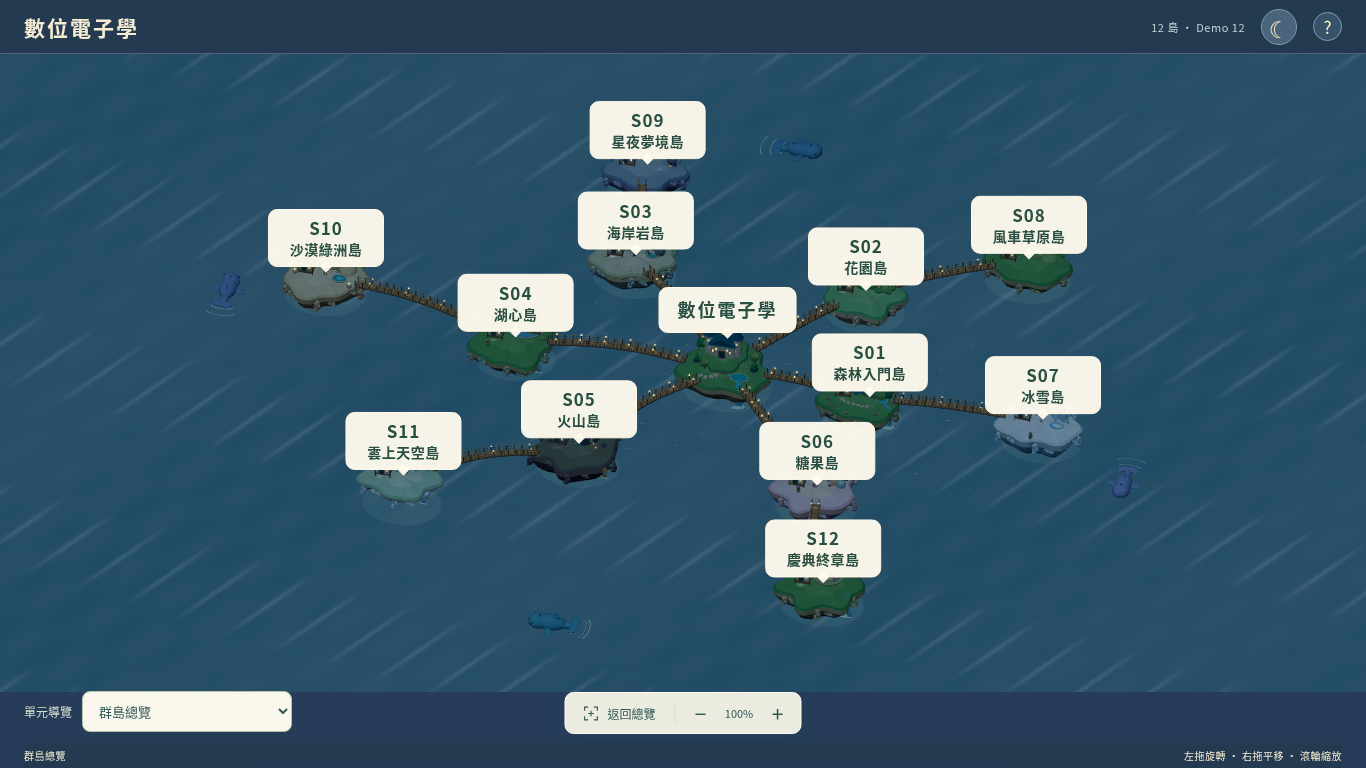 數位電子學
12 島 · Demo 12
?
S09
星夜夢境島
S03
海岸岩島
S10
沙漠綠洲島
S08
風車草原島
S02
花園島
S04
湖心島
數位電子學
S01
森林入門島
S07
冰雪島
S05
火山島
S11
雲上天空島
S06
糖果島
S12
慶典終章島
單元導覽
群島總覽
返回總覽
− 100% +
群島總覽
左拖旋轉 · 右拖平移 · 滾輪縮放